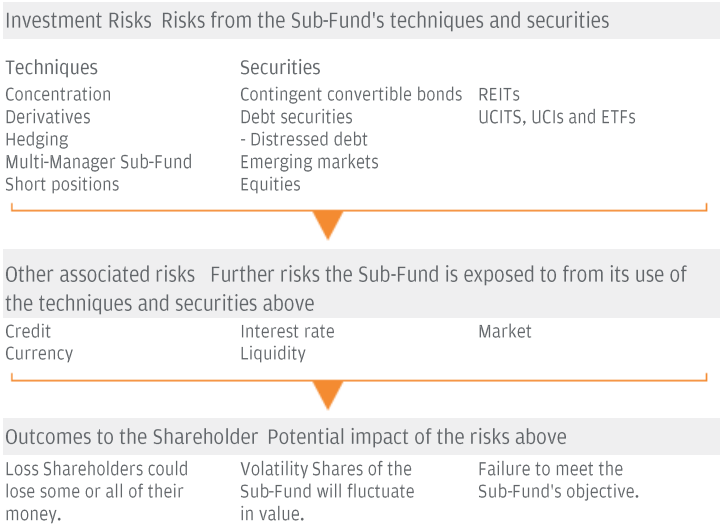 Investment Risks Risks from the Sub-Fund's techniques and securities
Techniques
Concentration
Derivatives
Hedging
Multi-Manager Sub-Fund
Short positions
Securities
Contingent convertible bonds
Debt securities
- Distressed debt
Emerging markets
Equities
REITs
UCITS, UCIs and ETFs
Other associated risks Further risks the Sub-Fund is exposed to from its use of
the techniques and securities above
Credit
Currency
Interest rate
Liquidity
Market
Outcomes to the Shareholder Potential impact of the risks above
Loss Shareholders could
lose some or all of their
money.
Volatility Shares of the
Sub-Fund will fluctuate
in value.
Failure to meet the
Sub-Fund's objective.